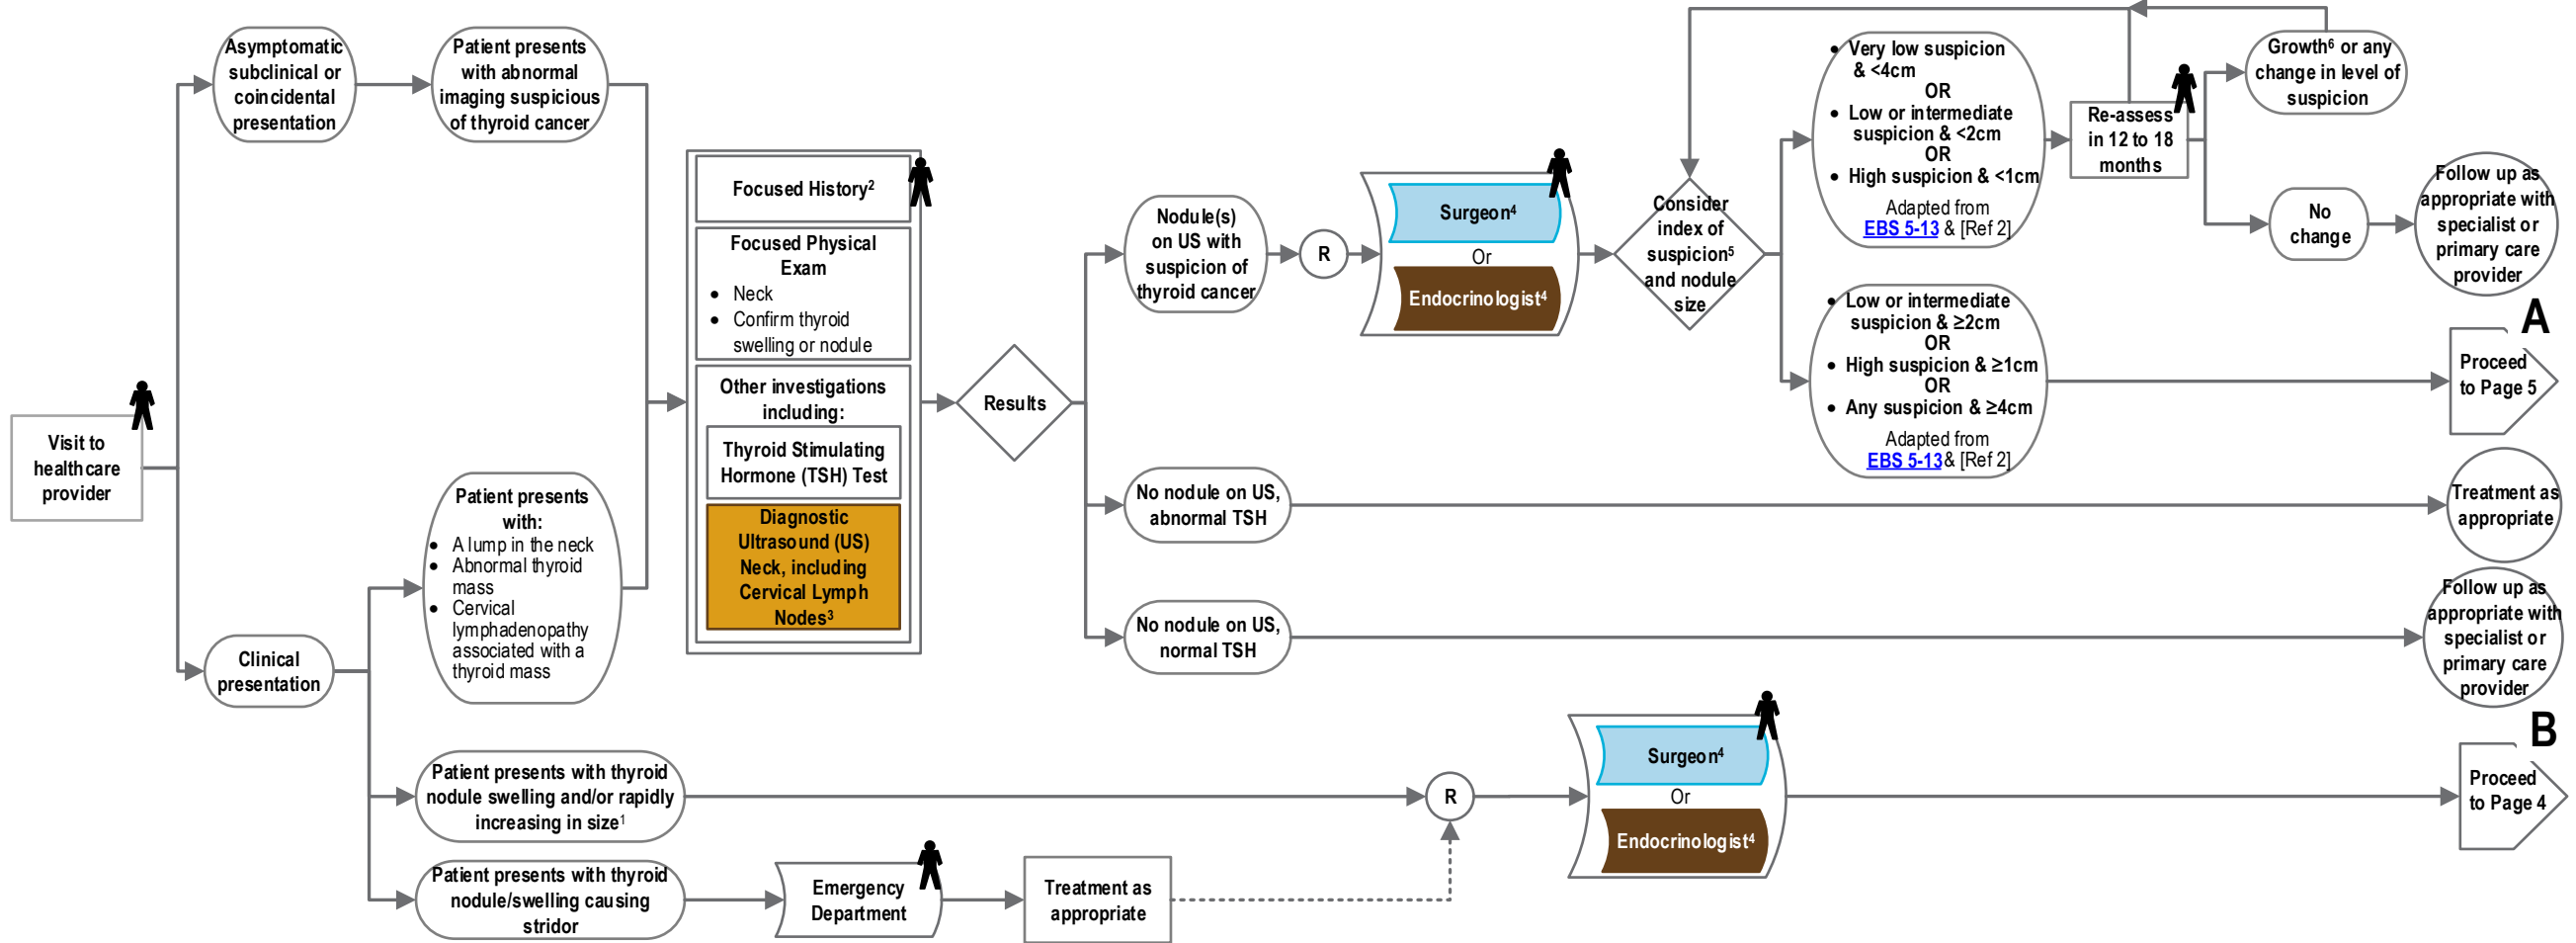 Visit to
healthcare
provider
Asymptomatic
subclinical or
coincidental
presentation
Patient presents
with abnormal
imaging suspicious
of thyroid cancer
Clinical
presentation
Patient presents
with:
• A lump in the neck
• Abnormal thyroid
mass
• Cervical
lymphadenopathy
associated with a
thyroid mass
Patient presents with thyroid
nodule swelling and/or rapidly
increasing in size¹
Patient presents with thyroid
nodule/swelling causing
stridor
Emergency
Department
Treatment as
appropriate
Focused History²
Focused Physical
Exam
• Neck
• Confirm thyroid
swelling or nodule
Other investigations
including:
Thyroid Stimulating
Hormone (TSH) Test
Diagnostic
Ultrasound (US)
Neck, including
Cervical Lymph
Nodes³
Results
Nodule(s)
on US with
suspicion of
thyroid cancer
R
Surgeon⁴
Or
Endocrinologist⁴
Consider
index of
suspicion⁵
and nodule
size
• Very low suspicion
& <4cm
OR
• Low or intermediate
suspicion & <2cm
OR
• High suspicion & <1cm
Adapted from
EBS 5-13 & [Ref 2]
Re-assess
in 12 to 18
months
Growth⁶ or any
change in level of
suspicion
No
change
Follow up as
appropriate with
specialist or
primary care
provider
• Low or intermediate
suspicion & ≥2cm
OR
• High suspicion & ≥1cm
OR
• Any suspicion & ≥4cm
Adapted from
EBS 5-13 & [Ref 2]
A
Proceed
to Page 5
No nodule on US,
abnormal TSH
Treatment as
appropriate
No nodule on US,
normal TSH
Follow up as
appropriate with
specialist or
primary care
provider
R
Surgeon⁴
Or
Endocrinologist⁴
B
Proceed
to Page 4